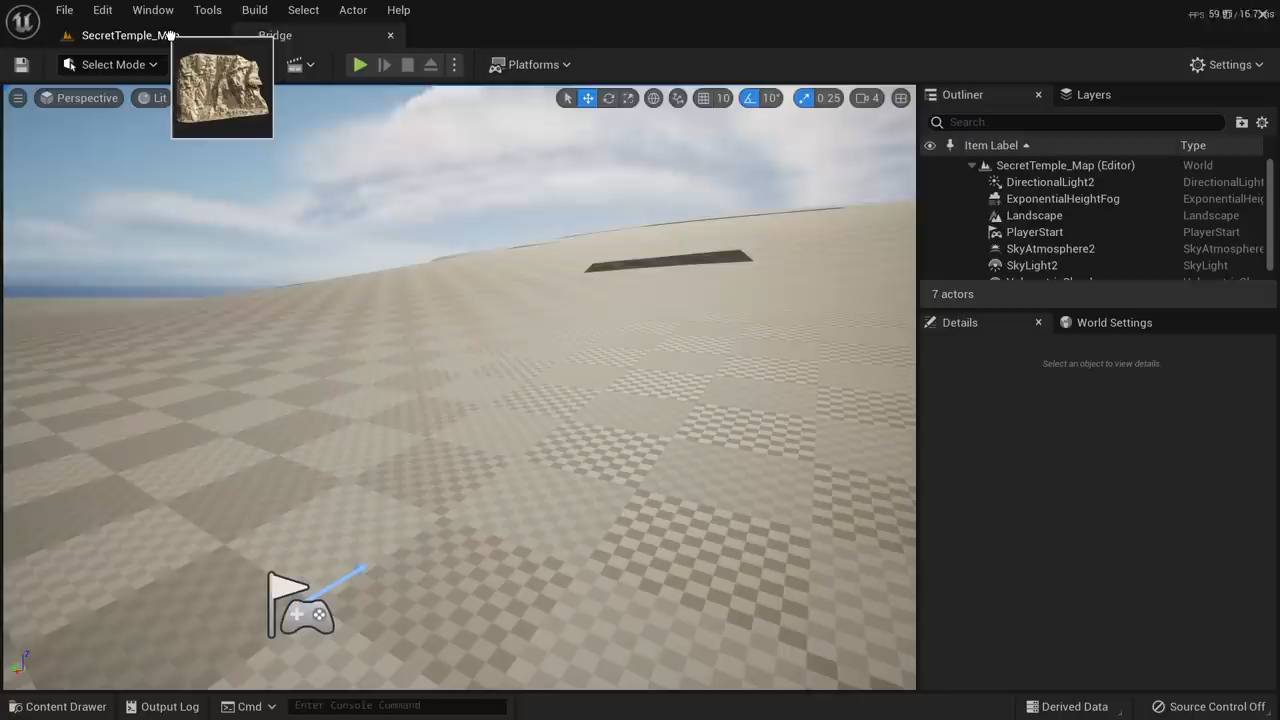 File Edit Window Tools Build Select Actor Help
FPS
SecretTemple_Map
Bridge
Select Mode
Platforms
Settings
Perspective
Lit
10
10°
0.25
4
Outliner
Layers
Search
Item Label
Type
SecretTemple_Map (Editor) World
DirectionalLight2 DirectionalLight
ExponentialHeightFog ExponentialHeig
Landscape Landscape
PlayerStart PlayerStart
SkyAtmosphere2 SkyAtmosphere
SkyLight2 SkyLight
7 actors
Details
World Settings
Select an object to view details.
Z
Content Drawer
Output Log
Cmd
Enter Console Command
Derived Data
Source Control Off